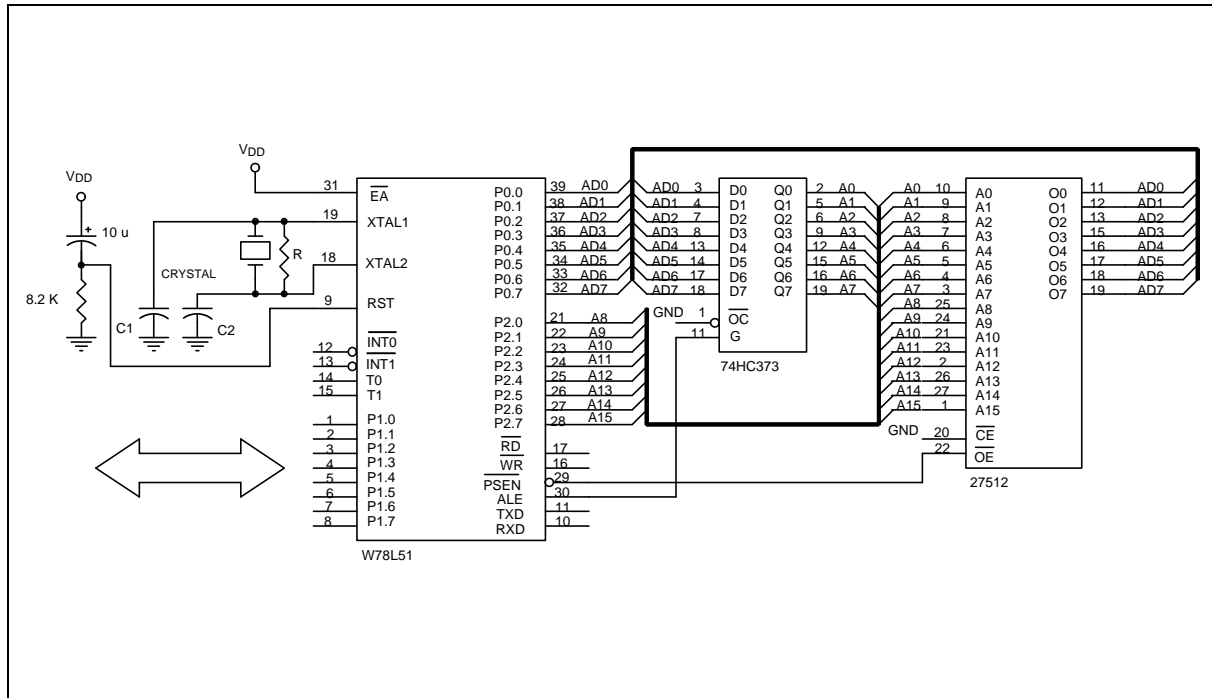 VDD
VDD
10 u
8.2 K
CRYSTAL
C1
C2
R
31 EA
19 XTAL1
18 XTAL2
9 RST
12 INT0
13 INT1
14 T0
15 T1
1 P1.0
2 P1.1
3 P1.2
4 P1.3
5 P1.4
6 P1.5
7 P1.6
8 P1.7
P0.0 39 AD0
P0.1 38 AD1
P0.2 37 AD2
P0.3 36 AD3
P0.4 35 AD4
P0.5 34 AD5
P0.6 33 AD6
P0.7 32 AD7
P2.0 21 A8
P2.1 22 A9
P2.2 23 A10
P2.3 24 A11
P2.4 25 A12
P2.5 26 A13
P2.6 27 A14
P2.7 28 A15
RD 17
WR 16
PSEN 29
ALE 30
TXD 11
RXD 10
W78L51
AD0 3 D0 Q0 2 A0
AD1 4 D1 Q1 5 A1
AD2 7 D2 Q2 6 A2
AD3 8 D3 Q3 9 A3
AD4 13 D4 Q4 12 A4
AD5 14 D5 Q5 15 A5
AD6 17 D6 Q6 16 A6
AD7 18 D7 Q7 19 A7
GND 1 OC
11 G
74HC373
A0 10 A0
A1 9 A1
A2 8 A2
A3 7 A3
A4 6 A4
A5 5 A5
A6 4 A6
A7 3 A7
A8 25 A8
A9 24 A9
A10 21 A10
A11 23 A11
A12 2 A12
A13 26 A13
A14 27 A14
A15 1 A15
GND 20 CE
22 OE
O0 11 AD0
O1 12 AD1
O2 13 AD2
O3 15 AD3
O4 16 AD4
O5 17 AD5
O6 18 AD6
O7 19 AD7
27512